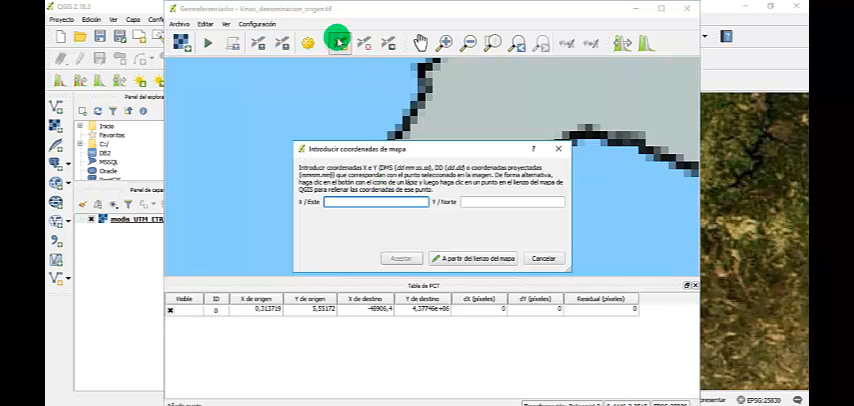 QGIS 2.18.3
Georreferenciador - Vinos_denominacion_origen.tif
Proyecto Edición Ver Capa
Archivo Editar Ver Configuración
Panel del explora
Inicio
Favoritos
C:/
DB2
MSSQL
Oracle
Panel de capas
modis_UTM_ETR
Introducir coordenadas de mapa
Introducir coordenadas X e Y (DMS (dd mm ss.ss), DD (dd.dd) o coordenadas proyectadas
(mmmm.mm)) que correspondan con el punto seleccionado en la imagen. De forma alternativa,
haga clic en el botón con el icono de un lápiz y luego haga clic en un punto en el lienzo del mapa de
QGIS para rellenar las coordenadas de ese punto.
X / Este Y / Norte
Aceptar A partir del lienzo del mapa Cancelar
Tabla de PCT
Visible ID X de origen Y de origen X de destino Y de destino dX (píxeles) dY (píxeles) Residual (píxeles)
0 0,313719 5,55172 -48906,4 4,37746e+06 0 0 0
Añadir punto
EPSG:25830